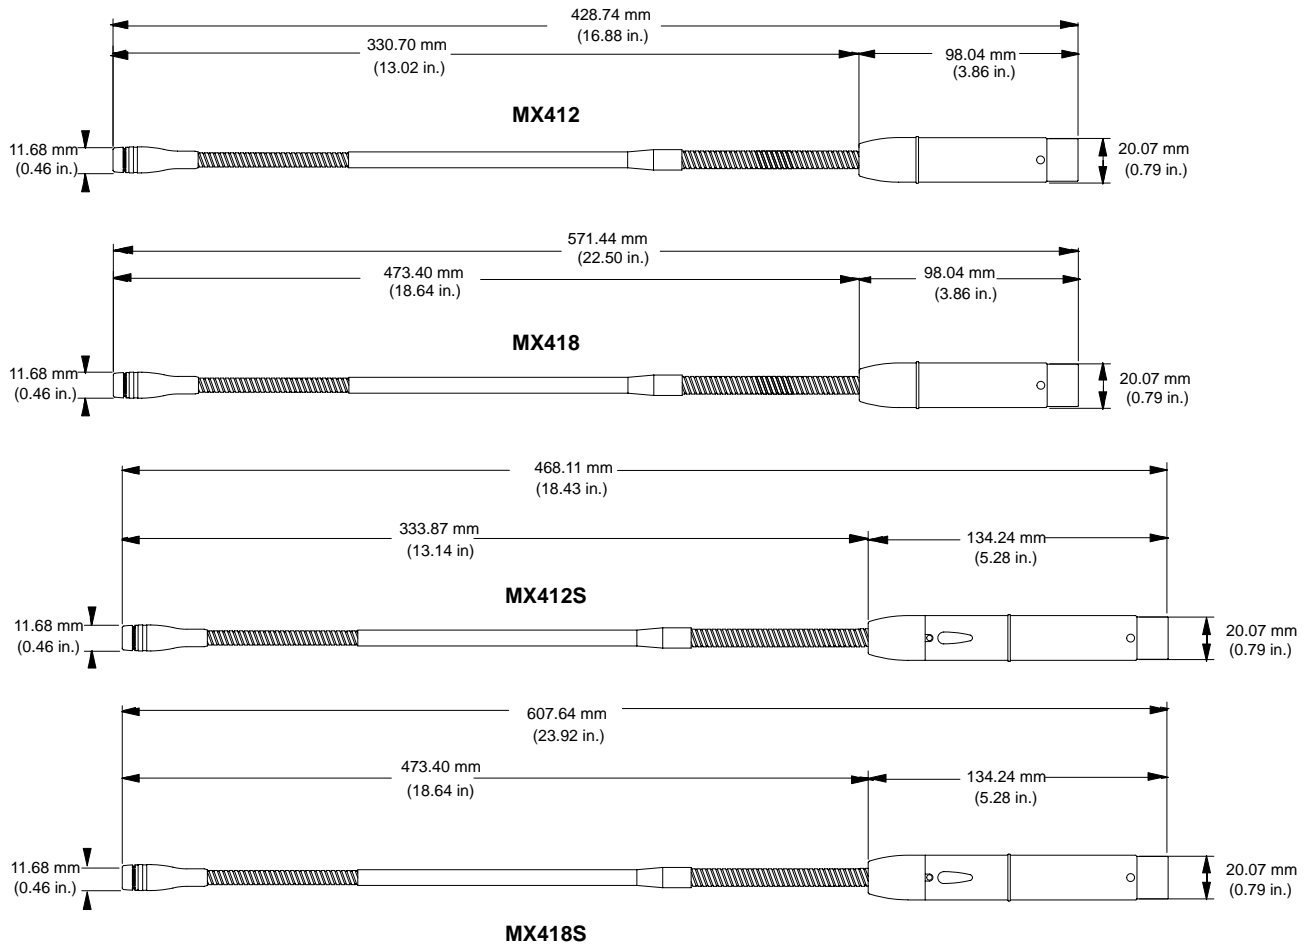 428.74 mm
(16.88 in.)
330.70 mm
(13.02 in.)
98.04 mm
(3.86 in.)
MX412
11.68 mm
(0.46 in.)
20.07 mm
(0.79 in.)
571.44 mm
(22.50 in.)
473.40 mm
(18.64 in.)
98.04 mm
(3.86 in.)
MX418
11.68 mm
(0.46 in.)
20.07 mm
(0.79 in.)
468.11 mm
(18.43 in.)
333.87 mm
(13.14 in)
134.24 mm
(5.28 in.)
MX412S
11.68 mm
(0.46 in.)
20.07 mm
(0.79 in.)
607.64 mm
(23.92 in.)
473.40 mm
(18.64 in)
134.24 mm
(5.28 in.)
11.68 mm
(0.46 in.)
20.07 mm
(0.79 in.)
MX418S